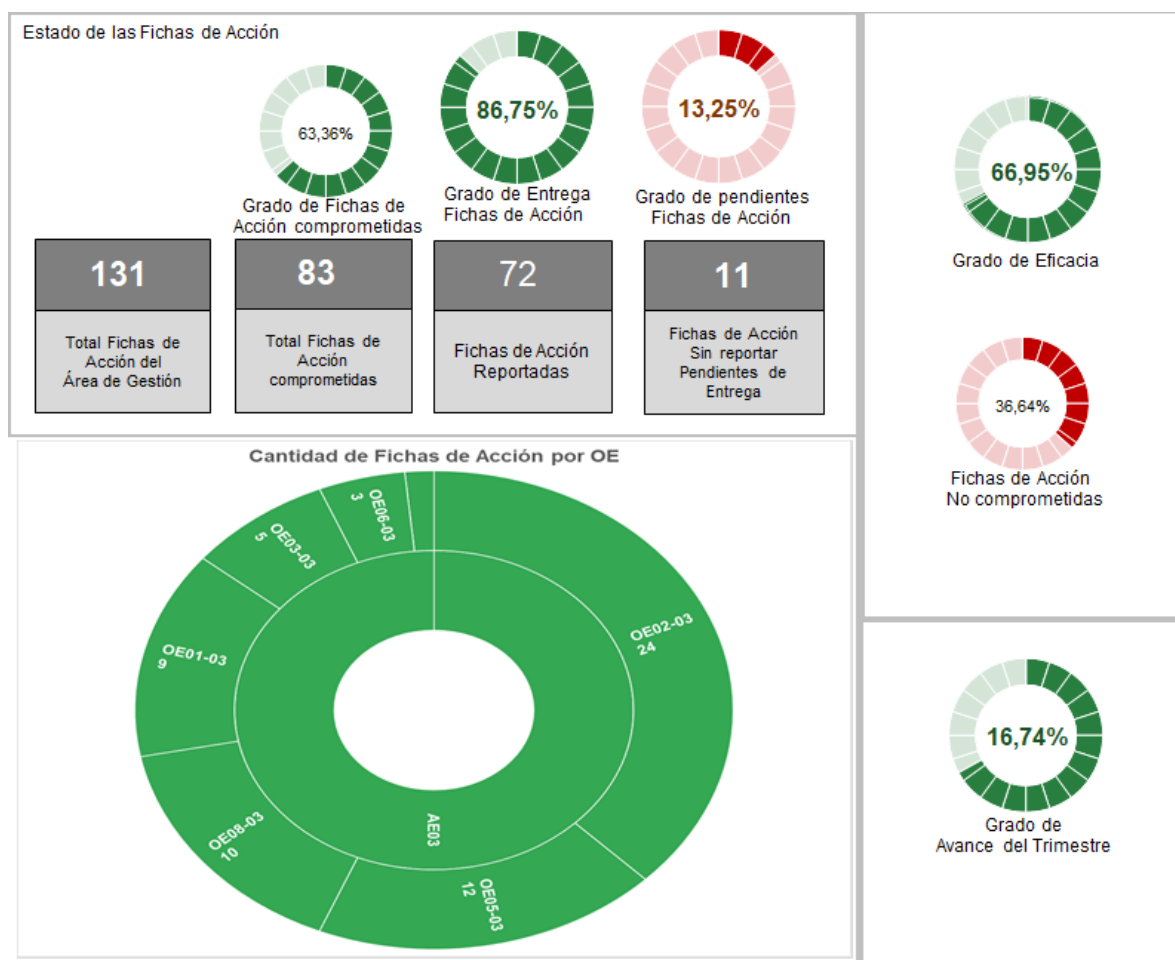 Estado de las Fichas de Acción
63,36%
Grado de Fichas de
Acción comprometidas
86,75%
Grado de Entrega
Fichas de Acción
13,25%
Grado de pendientes
Fichas de Acción
131
Total Fichas de
Acción del
Área de Gestión
83
Total Fichas de
Acción
comprometidas
72
Fichas de Acción
Reportadas
11
Fichas de Acción
Sin reportar
Pendientes de
Entrega
66,95%
Grado de Eficacia
36,64%
Fichas de Acción
No comprometidas
Cantidad de Fichas de Acción por OE
OE06-03
3
OE03-03
5
OE01-03
9
OE02-03
24
OE08-03
10
AE03
OE05-03
12
16,74%
Grado de
Avance del Trimestre